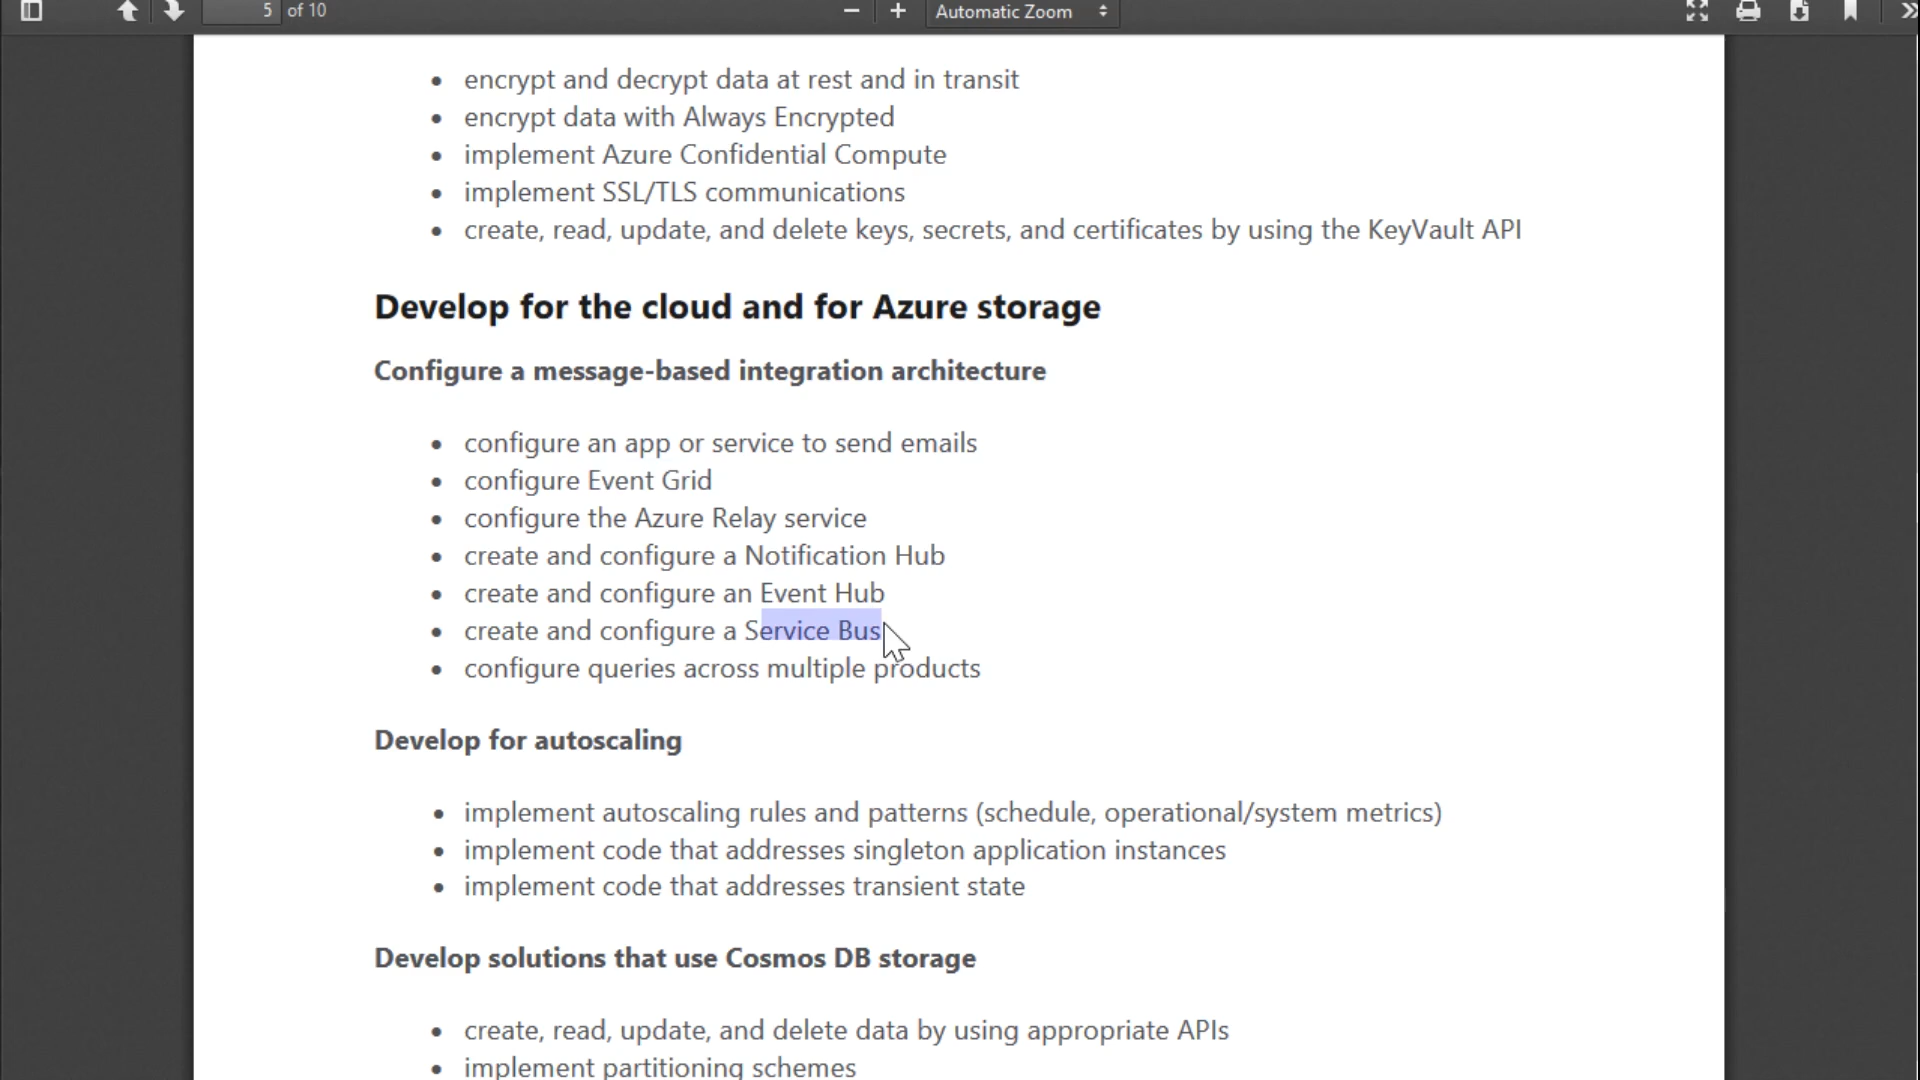 5 of 10
Automatic Zoom
• encrypt and decrypt data at rest and in transit
• encrypt data with Always Encrypted
• implement Azure Confidential Compute
• implement SSL/TLS communications
• create, read, update, and delete keys, secrets, and certificates by using the KeyVault API
Develop for the cloud and for Azure storage
Configure a message-based integration architecture
• configure an app or service to send emails
• configure Event Grid
• configure the Azure Relay service
• create and configure a Notification Hub
• create and configure an Event Hub
• create and configure a Service Bus
• configure queries across multiple products
Develop for autoscaling
• implement autoscaling rules and patterns (schedule, operational/system metrics)
• implement code that addresses singleton application instances
• implement code that addresses transient state
Develop solutions that use Cosmos DB storage
• create, read, update, and delete data by using appropriate APIs
• implement partitioning schemes